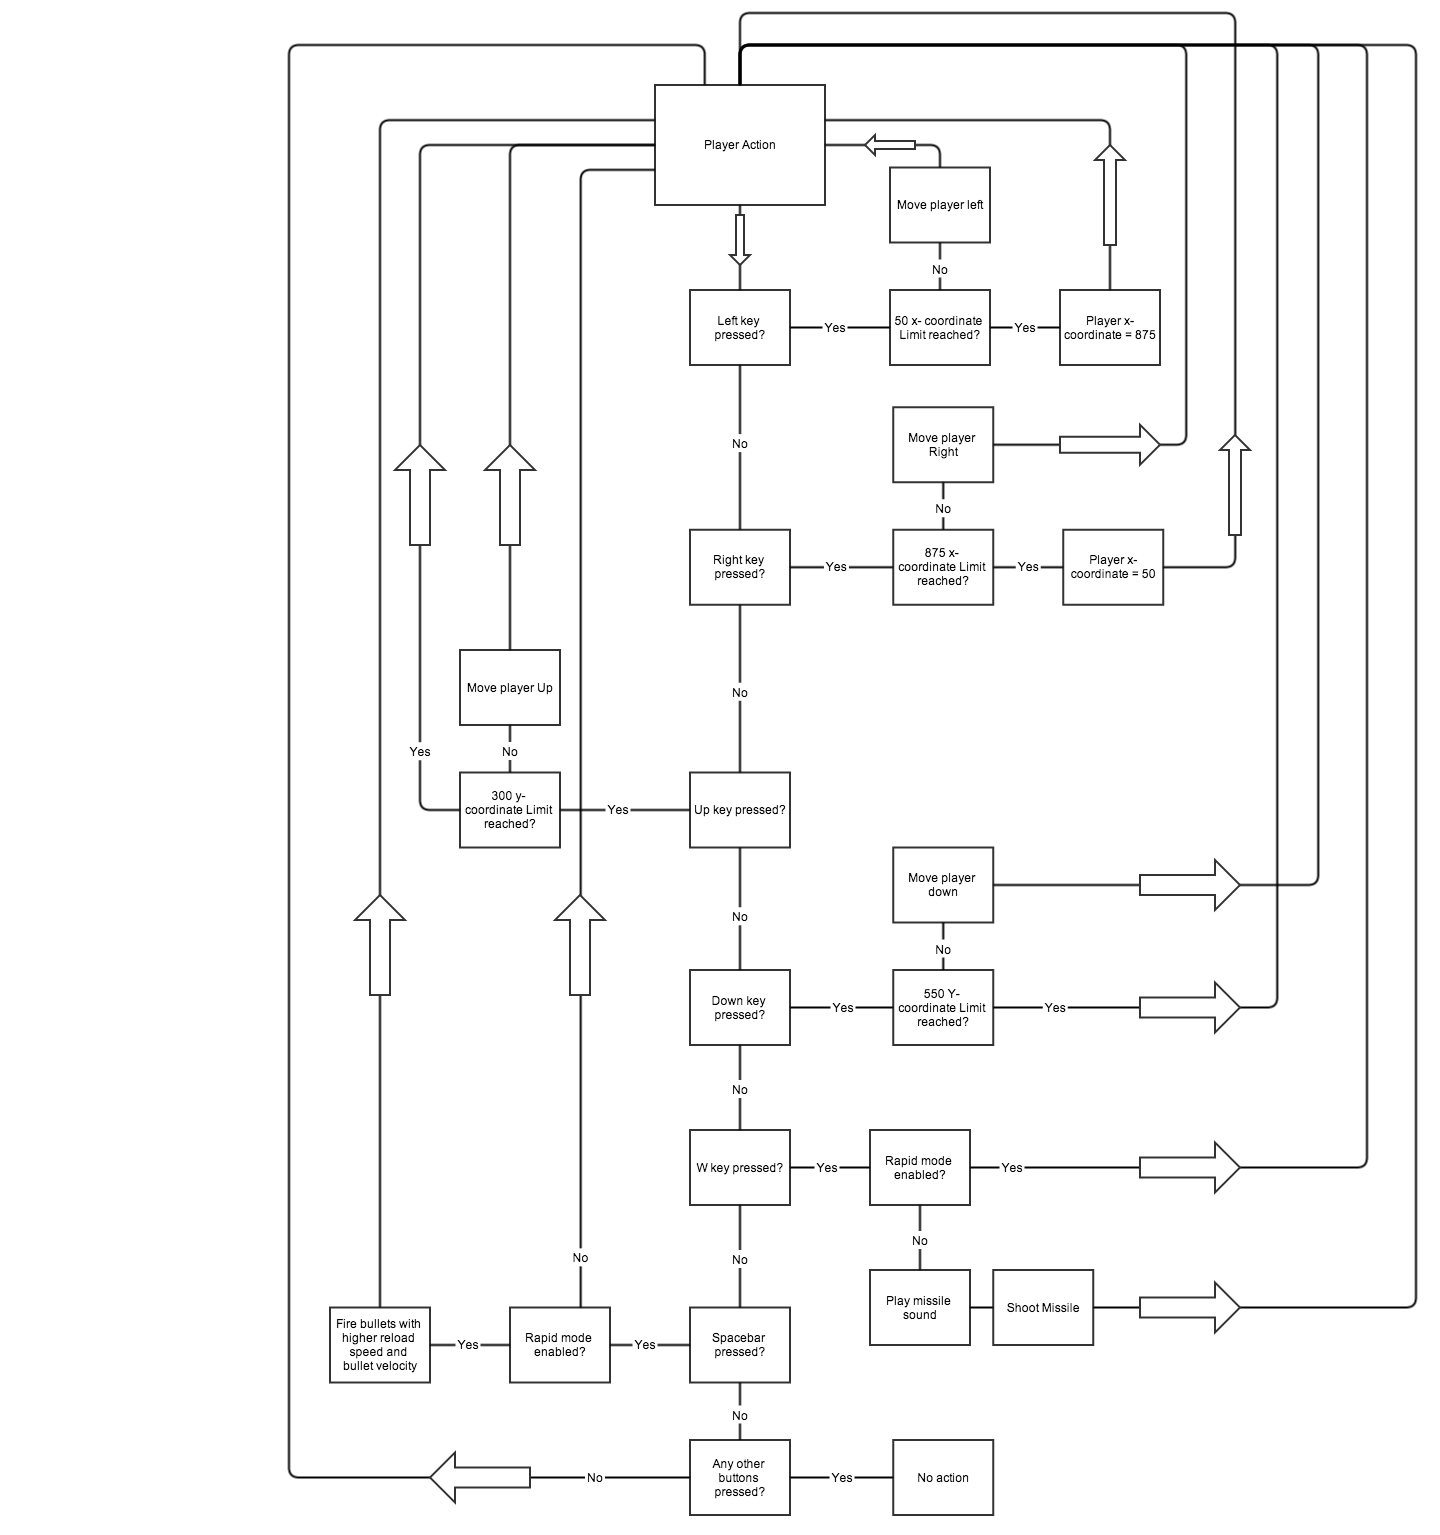 Player Action
Move player left
No
Left key
pressed?
Yes
50 x- coordinate
Limit reached?
Yes
Player x-
coordinate = 875
No
Move player
Right
No
Right key
pressed?
Yes
875 x-
coordinate Limit
reached?
Yes
Player x-
coordinate = 50
No
Move player Up
Yes
No
300 y-
coordinate Limit
reached?
Yes
Up key pressed?
No
Move player
down
No
Down key
pressed?
Yes
550 Y-
coordinate Limit
reached?
Yes
No
W key pressed?
Yes
Rapid mode
enabled?
Yes
No
No
No
Play missile
sound
Shoot Missile
Fire bullets with
higher reload
speed and
bullet velocity
Yes
Rapid mode
enabled?
Yes
Spacebar
pressed?
No
No
Any other
buttons
pressed?
Yes
No action